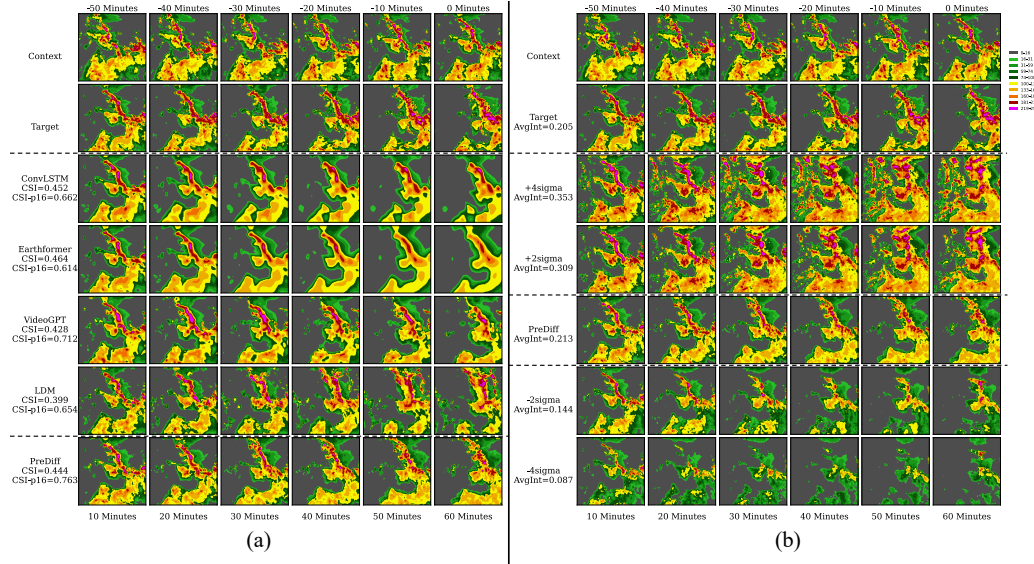 -50 Minutes -40 Minutes -30 Minutes -20 Minutes -10 Minutes 0 Minutes
Context
Target
ConvLSTM
CSI=0.452
CSI-p16=0.662
Earthformer
CSI=0.464
CSI-p16=0.614
VideoGPT
CSI=0.428
CSI-p16=0.712
LDM
CSI=0.399
CSI-p16=0.654
PreDiff
CSI=0.444
CSI-p16=0.763
10 Minutes 20 Minutes 30 Minutes 40 Minutes 50 Minutes 60 Minutes
(a)
-50 Minutes -40 Minutes -30 Minutes -20 Minutes -10 Minutes 0 Minutes
Context
Target
AvgInt=0.205
+4sigma
AvgInt=0.353
+2sigma
AvgInt=0.309
PreDiff
AvgInt=0.213
-2sigma
AvgInt=0.144
-4sigma
AvgInt=0.087
10 Minutes 20 Minutes 30 Minutes 40 Minutes 50 Minutes 60 Minutes
(b)
16-31
31-59
59-74